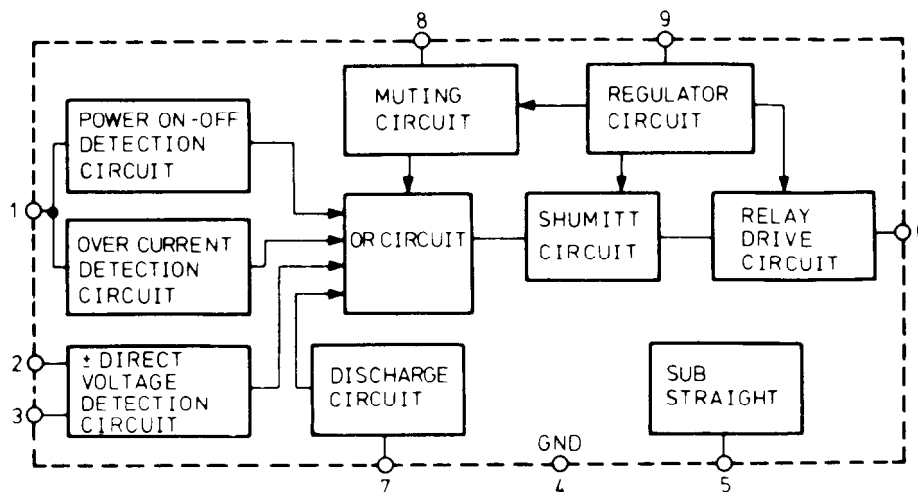 8
9
MUTING
CIRCUIT
REGULATOR
CIRCUIT
POWER ON-OFF
DETECTION
CIRCUIT
1
OVER CURRENT
DETECTION
CIRCUIT
OR CIRCUIT
SHUMITT
CIRCUIT
RELAY
DRIVE
CIRCUIT
2
3
± DIRECT
VOLTAGE
DETECTION
CIRCUIT
DISCHARGE
CIRCUIT
SUB
STRAIGHT
GND
7
4
5